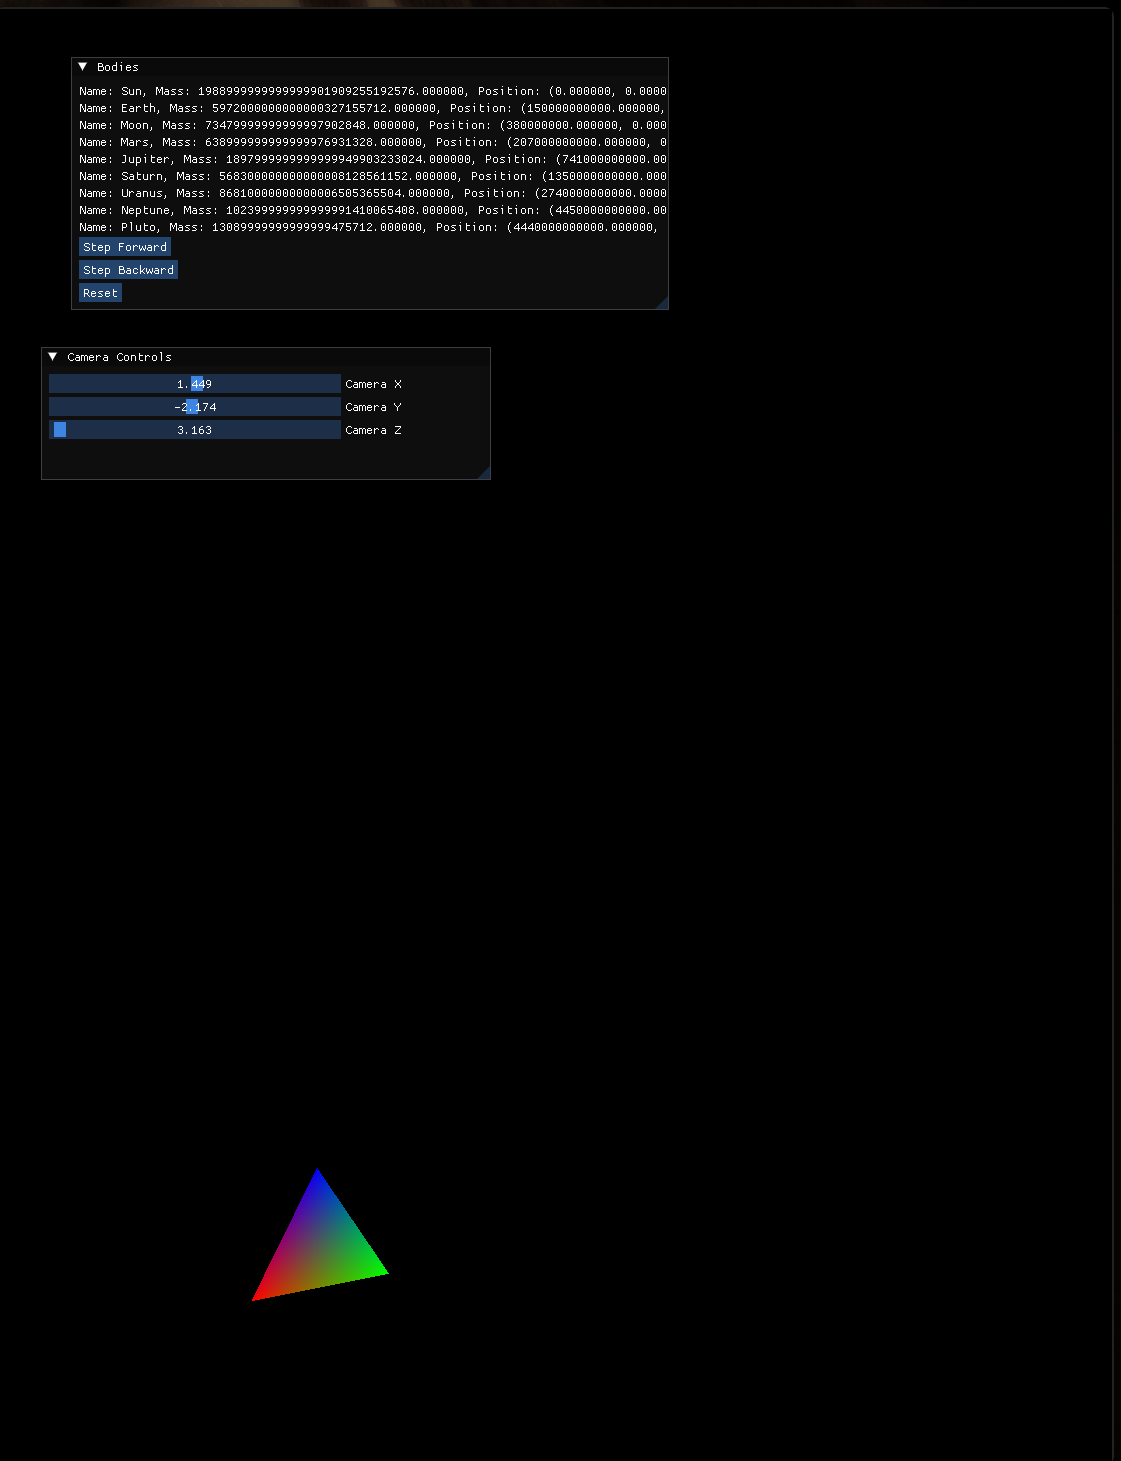 Bodies
Name: Sun, Mass: 1988999999999999901909255192576.000000, Position: (0.000000, 0.0000
Name: Earth, Mass: 5972000000000000327155712.000000, Position: (150000000000.000000,
Name: Moon, Mass: 73479999999999997902848.000000, Position: (380000000.000000, 0.000
Name: Mars, Mass: 638999999999999976931328.000000, Position: (207000000000.000000, 0
Name: Jupiter, Mass: 1897999999999999949903233024.000000, Position: (741000000000.00
Name: Saturn, Mass: 568300000000000008128561152.000000, Position: (1350000000000.000
Name: Uranus, Mass: 86810000000000006505365504.000000, Position: (2740000000000.0000
Name: Neptune, Mass: 102399999999999991410065408.000000, Position: (4450000000000.00
Name: Pluto, Mass: 13089999999999999475712.000000, Position: (4440000000000.000000,
Step Forward
Step Backward
Reset
Camera Controls
1.449 Camera X
-2.174 Camera Y
3.163 Camera Z